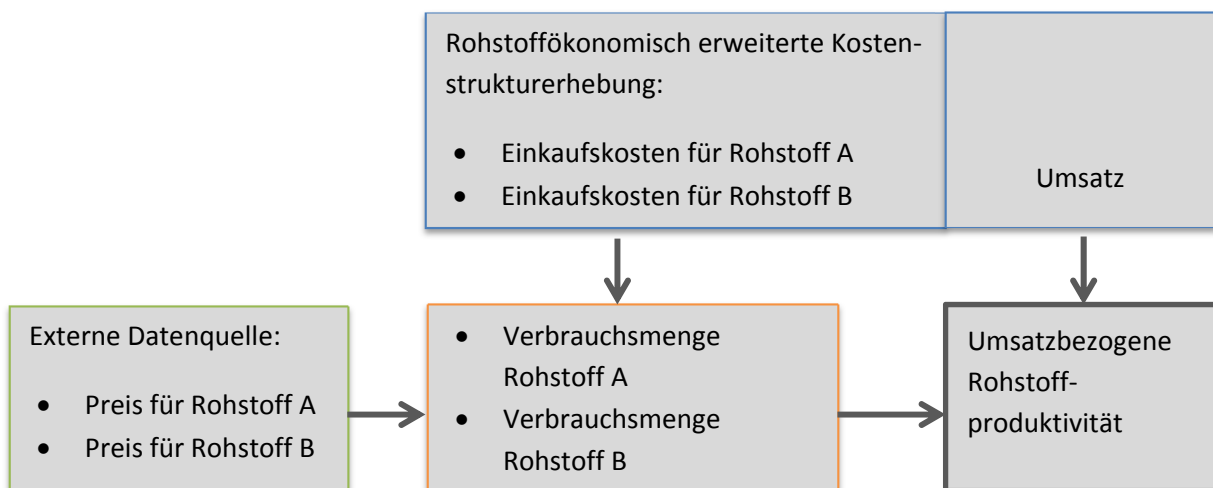 Rohstoffökonomisch erweiterte Kosten-
strukturerhebung:
• Einkaufskosten für Rohstoff A
• Einkaufskosten für Rohstoff B
Umsatz
Externe Datenquelle:
• Preis für Rohstoff A
• Preis für Rohstoff B
• Verbrauchsmenge
Rohstoff A
• Verbrauchsmenge
Rohstoff B
Umsatzbezogene
Rohstoff-
produktivität